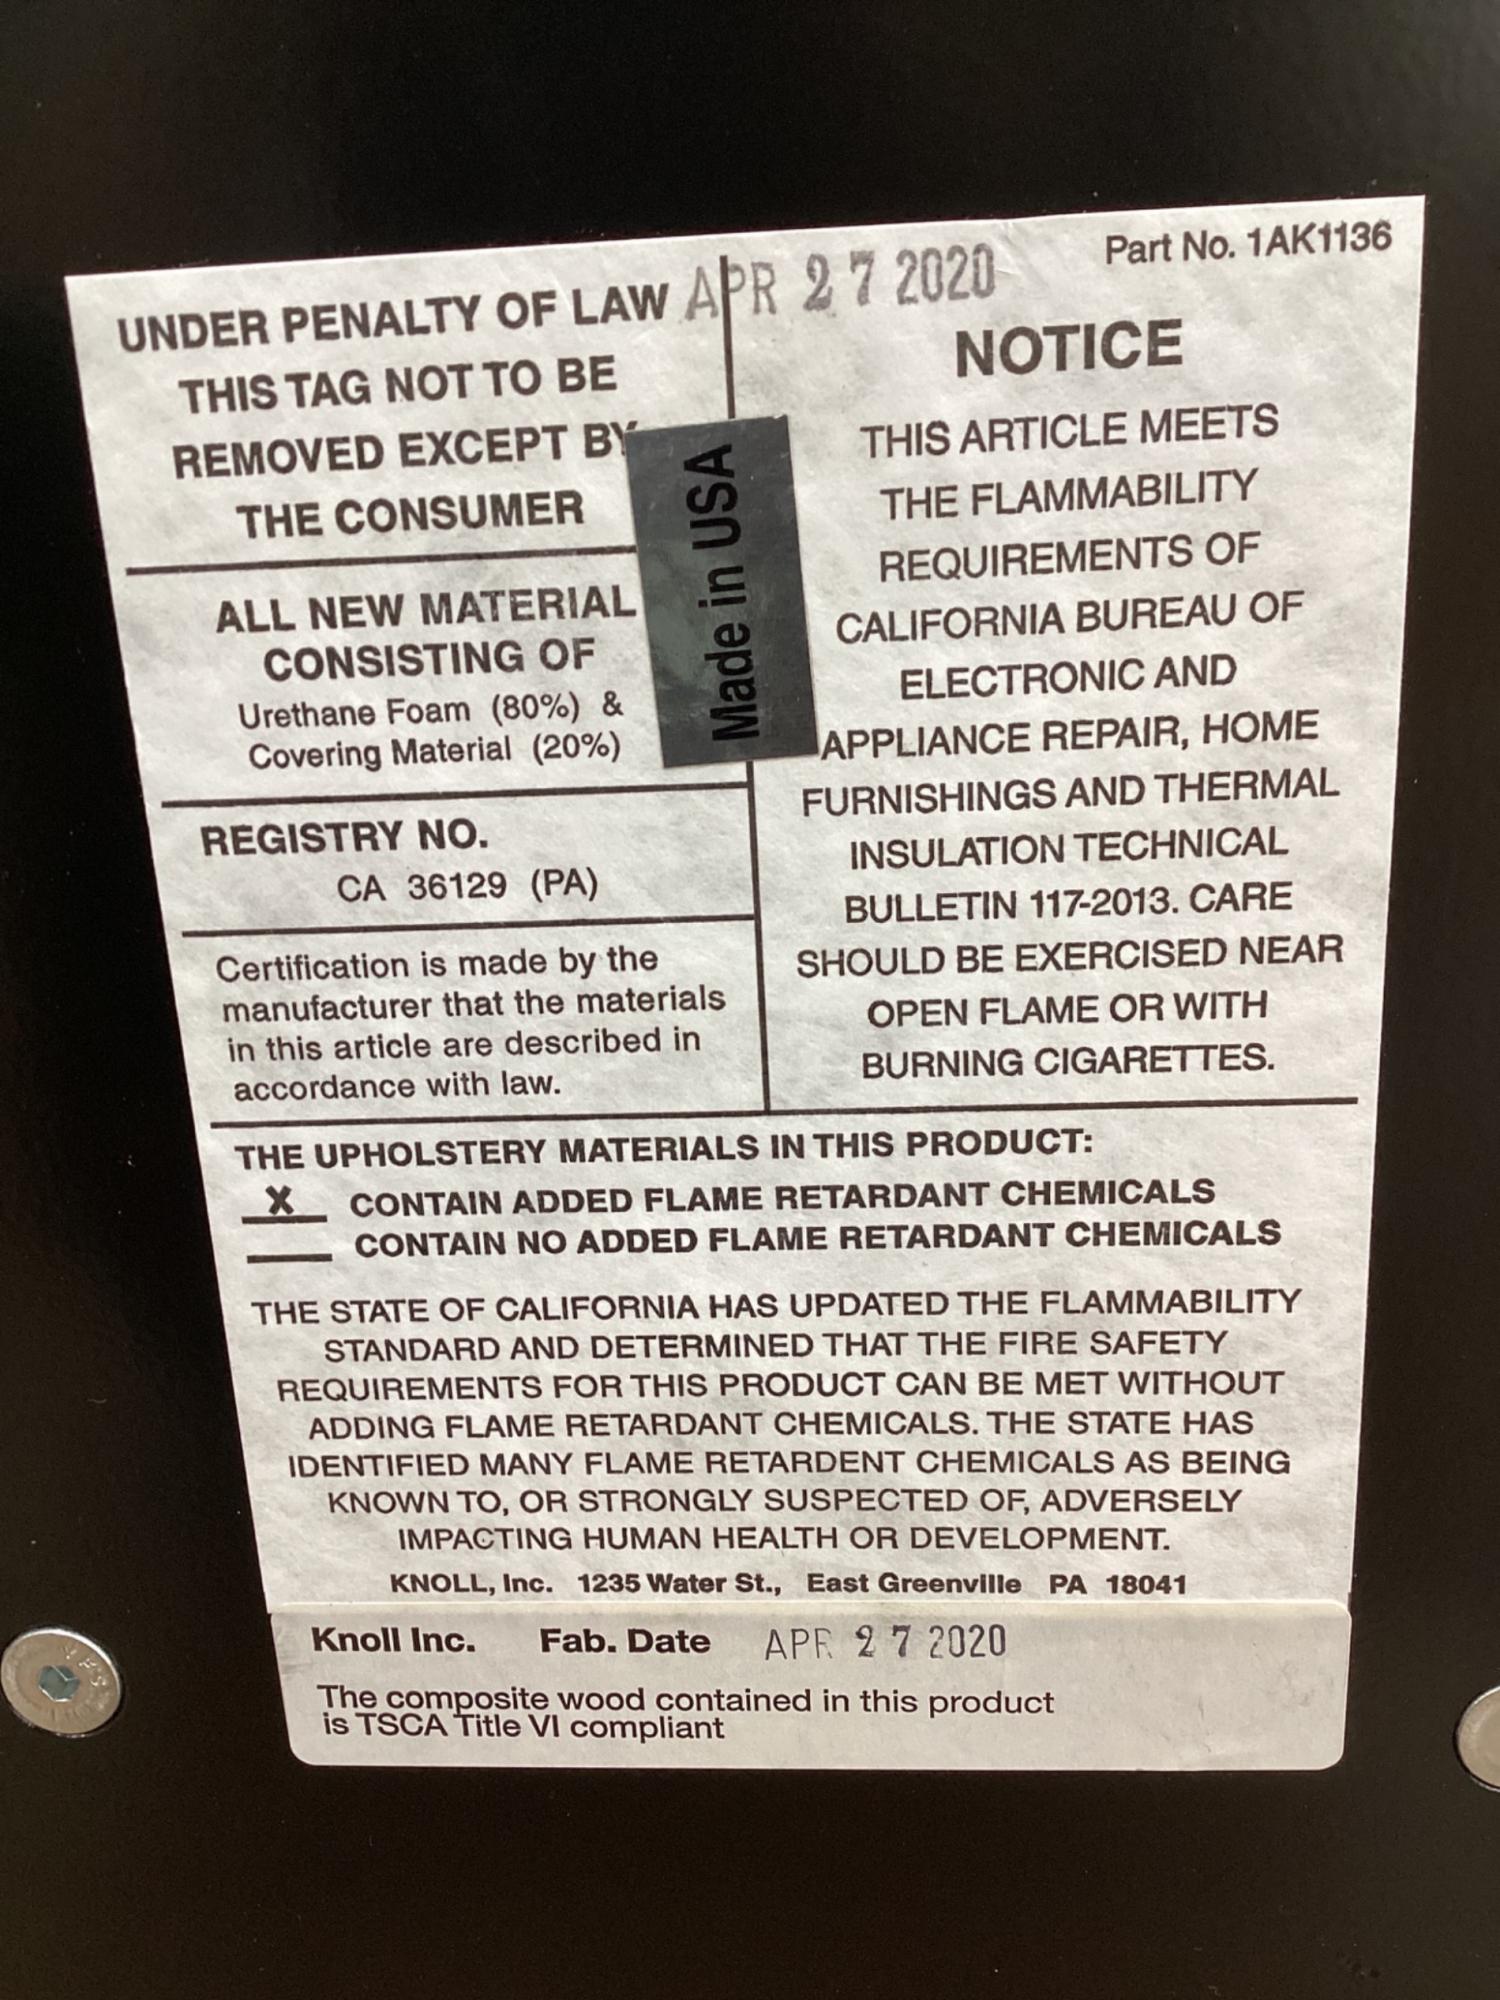 Part No. 1AK1136
UNDER PENALTY OF LAW APR 27 2020
THIS TAG NOT TO BE
REMOVED EXCEPT BY
THE CONSUMER
ALL NEW MATERIAL
CONSISTING OF
Urethane Foam (80%) &
Covering Material (20%)
REGISTRY NO.
CA 36129 (PA)
Certification is made by the
manufacturer that the materials
in this article are described in
accordance with law.
Made in USA
NOTICE
THIS ARTICLE MEETS
THE FLAMMABILITY
REQUIREMENTS OF
CALIFORNIA BUREAU OF
ELECTRONIC AND
APPLIANCE REPAIR, HOME
FURNISHINGS AND THERMAL
INSULATION TECHNICAL
BULLETIN 117-2013. CARE
SHOULD BE EXERCISED NEAR
OPEN FLAME OR WITH
BURNING CIGARETTES.
THE UPHOLSTERY MATERIALS IN THIS PRODUCT:
X CONTAIN ADDED FLAME RETARDANT CHEMICALS
CONTAIN NO ADDED FLAME RETARDANT CHEMICALS
THE STATE OF CALIFORNIA HAS UPDATED THE FLAMMABILITY
STANDARD AND DETERMINED THAT THE FIRE SAFETY
REQUIREMENTS FOR THIS PRODUCT CAN BE MET WITHOUT
ADDING FLAME RETARDANT CHEMICALS. THE STATE HAS
IDENTIFIED MANY FLAME RETARDENT CHEMICALS AS BEING
KNOWN TO, OR STRONGLY SUSPECTED OF, ADVERSELY
IMPACTING HUMAN HEALTH OR DEVELOPMENT.
KNOLL, Inc. 1235 Water St., East Greenville PA 18041
Knoll Inc. Fab. Date APR 27 2020
The composite wood contained in this product
is TSCA Title VI compliant